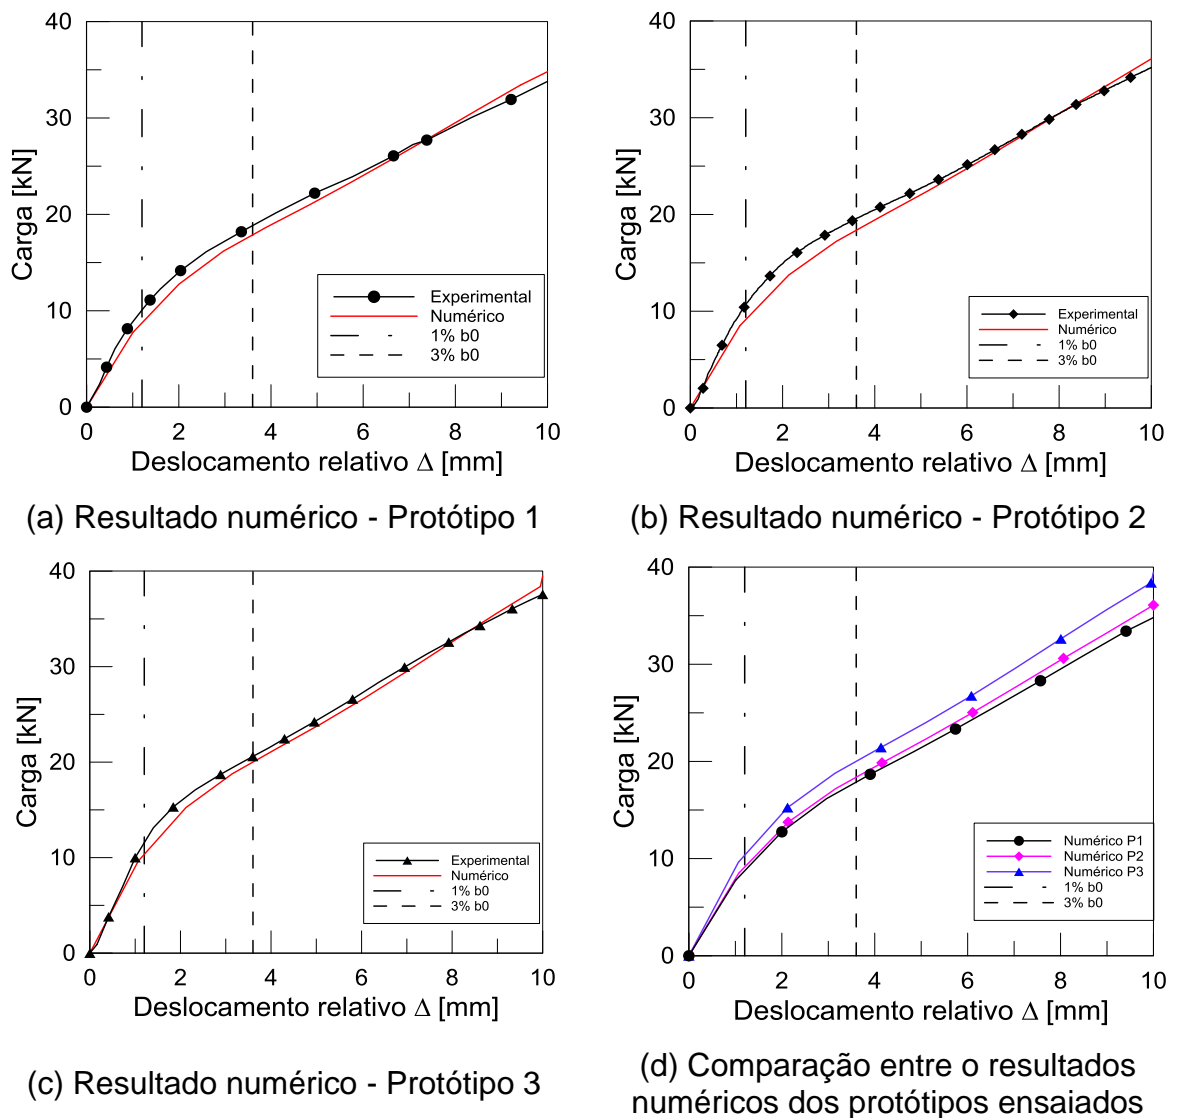 40
30
20
10
0
Carga [kN]
Experimental
Numérico
1% b0
3% b0
0 2 4 6 8 10
Deslocamento relativo Δ [mm]
(a) Resultado numérico - Protótipo 1
40
30
20
10
0
Carga [kN]
Experimental
Numérico
1% b0
3% b0
0 2 4 6 8 10
Deslocamento relativo Δ [mm]
(b) Resultado numérico - Protótipo 2
40
30
20
10
0
Carga [kN]
Experimental
Numérico
1% b0
3% b0
0 2 4 6 8 10
Deslocamento relativo Δ [mm]
(c) Resultado numérico - Protótipo 3
40
30
20
10
0
Carga [kN]
Numérico P1
Numérico P2
Numérico P3
1% b0
3% b0
0 2 4 6 8 10
Deslocamento relativo Δ [mm]
(d) Comparação entre o resultados
numéricos dos protótipos ensaiados